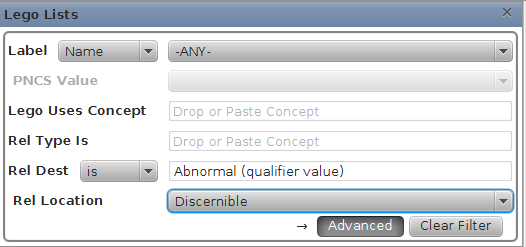 Lego Lists ×
Label Name -ANY-
PNCS Value
Lego Uses Concept Drop or Paste Concept
Rel Type Is Drop or Paste Concept
Rel Dest is Abnormal (qualifier value)
Rel Location Discernible
→ Advanced Clear Filter